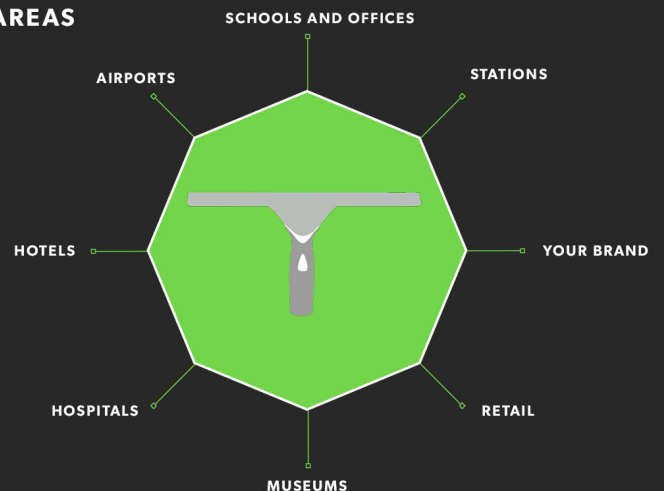 AREAS
SCHOOLS AND OFFICES
AIRPORTS
STATIONS
HOTELS
YOUR BRAND
HOSPITALS
RETAIL
MUSEUMS